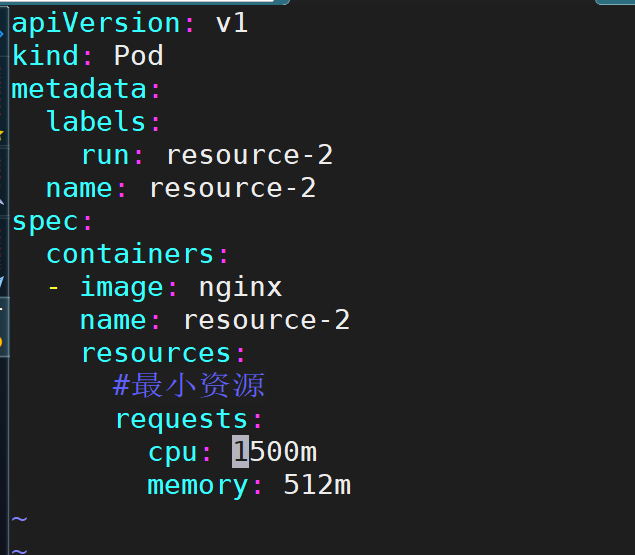 apiVersion: v1
kind: Pod
metadata:
  labels:
    run: resource-2
  name: resource-2
spec:
  containers:
  - image: nginx
    name: resource-2
    resources:
      #最小资源
      requests:
        cpu: 1500m
        memory: 512m
~
~